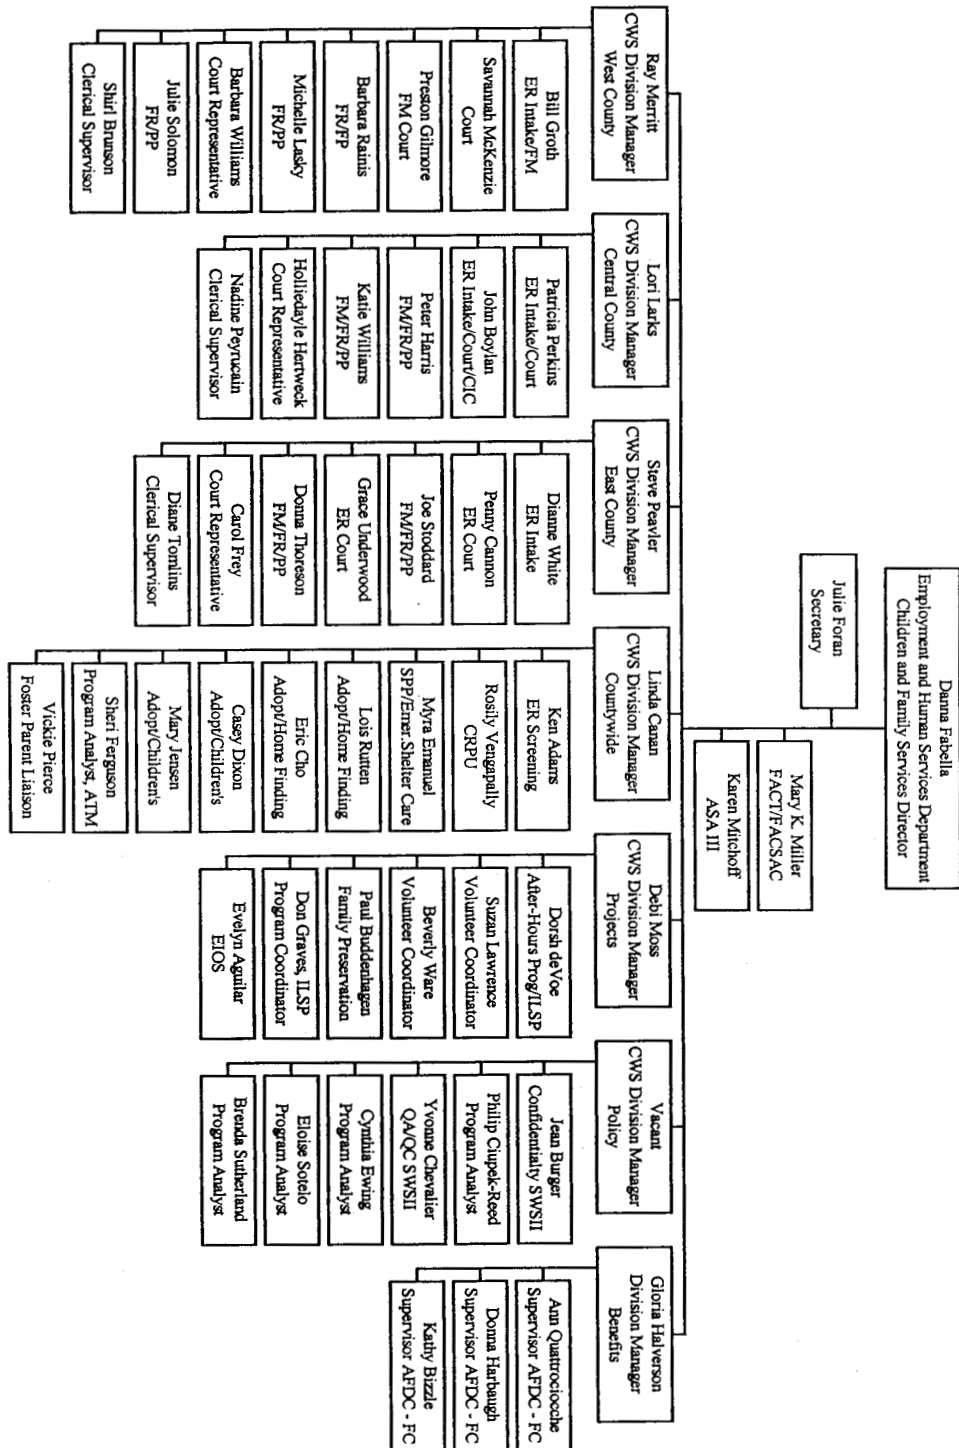 Danna Fabella
Employment and Human Services Department
Children and Family Services Director
Julie Foran
Secretary
Mary K. Miller
FACT/FACSAC
Karen Mitchoff
ASA III
Ray Merritt
CWS Division Manager
West County
Bill Groth
ER Intake/FM
Savannah McKenzie
Court
Preston Gilmore
FM Court
Barbara Rainis
FR/FP
Michelle Lasky
FR/PP
Barbara Williams
Court Representative
Julie Solomon
FR/PP
Shirl Brunson
Clerical Supervisor
Lori Larks
CWS Division Manager
Central County
Patricia Perkins
ER Intake/Court
John Boylan
ER Intake/Court/CIC
Peter Harris
FM/FR/PP
Katie Williams
FM/FR/PP
Holliedayle Hertweck
Court Representative
Nadine Peyrucain
Clerical Supervisor
Steve Peavler
CWS Division Manager
East County
Dianne White
ER Intake
Penny Cannon
ER Court
Joe Stoddard
FM/FR/PP
Grace Underwood
ER Court
Donna Thoreson
FM/FR/PP
Carol Frey
Court Representative
Diane Tomlins
Clerical Supervisor
Linda Canan
CWS Division Manager
Countywide
Ken Adams
ER Screening
Rosily Vengapally
CRPU
Myra Emanuel
SPP/Emer.Shelter Care
Lois Rutten
Adopt/Home Finding
Eric Cho
Adopt/Home Finding
Casey Dixon
Adopt/Children's
Mary Jensen
Adopt/Children's
Sheri Ferguson
Program Analyst, ATM
Vickie Pierce
Foster Parent Liaison
Debi Moss
CWS Division Manager
Projects
Dorsh deVoe
After-Hours Prog/ILSP
Suzan Lawrence
Volunteer Coordinator
Beverly Ware
Volunteer Coordinator
Paul Buddenhagen
Family Preservation
Don Graves, ILSP
Program Coordinator
Evelyn Aguilar
EIOS
Vacant
CWS Division Manager
Policy
Jean Burger
Confidentialty SWSII
Philip Ciupek-Reed
Program Analyst
Yvonne Chevalier
QA/QC SWSII
Cynthia Ewing
Program Analyst
Eloise Sotelo
Program Analyst
Brenda Sutherland
Program Analyst
Gloria Halverson
Division Manager
Benefits
Ann Quattrociocche
Supervisor AFDC - FC
Donna Harbaugh
Supervisor AFDC - FC
Kathy Bizzle
Supervisor AFDC - FC